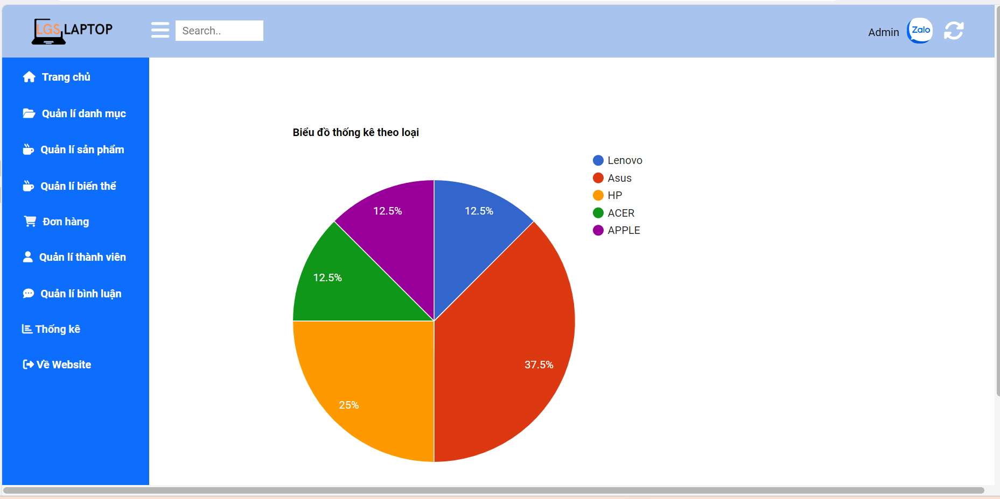 LGS LAPTOP
Search..
Admin
Zalo
Trang chủ
Quản lí danh mục
Quản lí sản phẩm
Quản lí biến thể
Đơn hàng
Quản lí thành viên
Quản lí bình luận
Thống kê
Về Website
Biểu đồ thống kê theo loại
Lenovo
Asus
HP
ACER
APPLE
12.5%
12.5%
12.5%
37.5%
25%